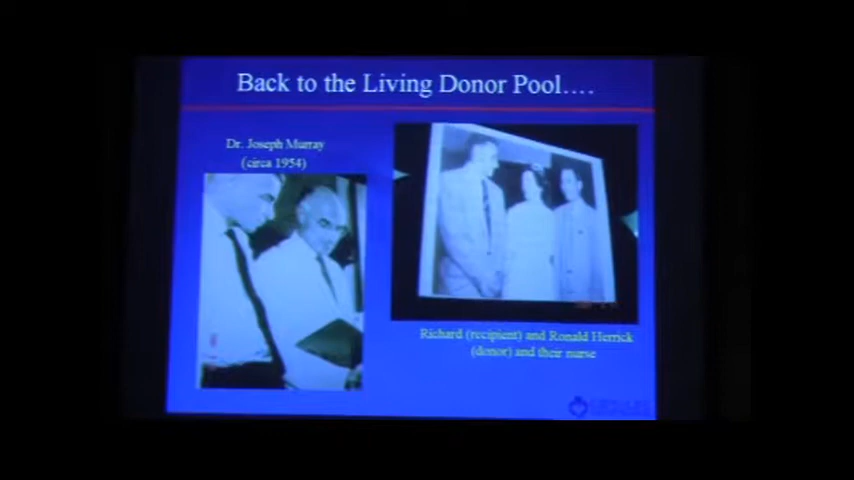 Back to the Living Donor Pool....
Dr. Joseph Murray
(circa 1954)
Richard (recipient) and Ronald Herrick
(donor) and their nurse